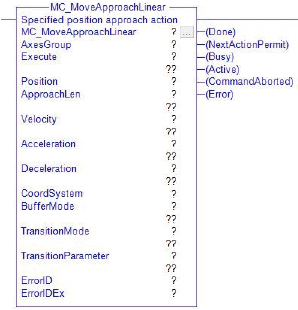 MC_MoveApproachLinear
Specified position approach action
MC_MoveApproachLinear ? ... (Done)
AxesGroup ? (NextActionPermit)
Execute ? (Busy)
?? (Active)
Position ? (CommandAborted)
ApproachLen ? (Error)
??
Velocity ?
??
Acceleration ?
??
Deceleration ?
??
CoordSystem ?
BufferMode ?
??
TransitionMode ?
??
TransitionParameter ?
??
ErrorID ?
ErrorIDEx ?